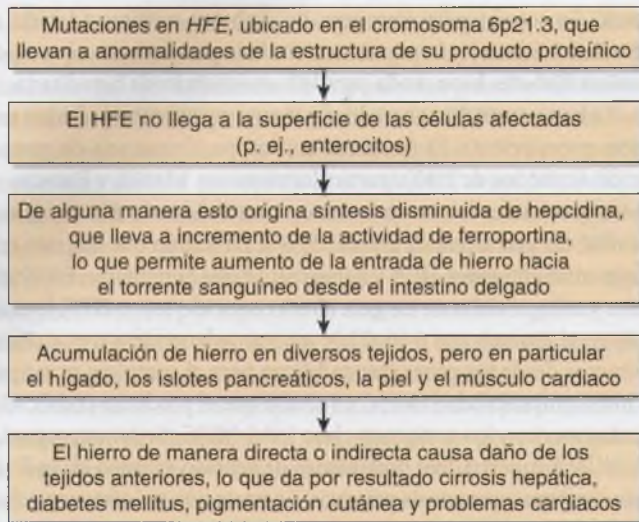 Mutaciones en HFE, ubicado en el cromosoma 6p21.3, que
llevan a anormalidades de la estructura de su producto proteínico
El HFE no llega a la superficie de las células afectadas
(p. ej., enterocitos)
De alguna manera esto origina síntesis disminuida de hepcidina,
que lleva a incremento de la actividad de ferroportina,
lo que permite aumento de la entrada de hierro hacia
el torrente sanguíneo desde el intestino delgado
Acumulación de hierro en diversos tejidos, pero en particular
el hígado, los islotes pancreáticos, la piel y el músculo cardiaco
El hierro de manera directa o indirecta causa daño de los
tejidos anteriores, lo que da por resultado cirrosis hepática,
diabetes mellitus, pigmentación cutánea y problemas cardiacos